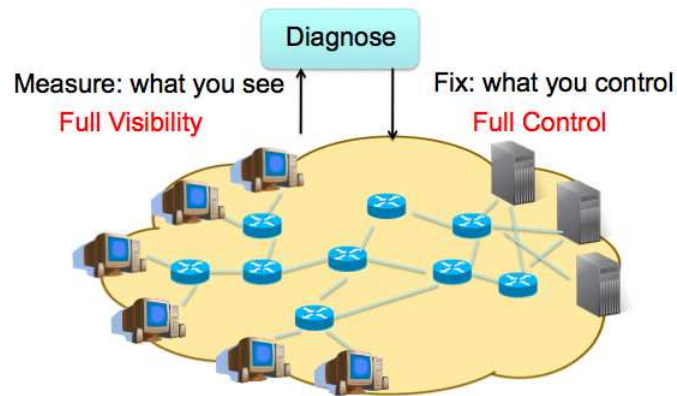 Diagnose
Measure: what you see
Full Visibility
Fix: what you control
Full Control